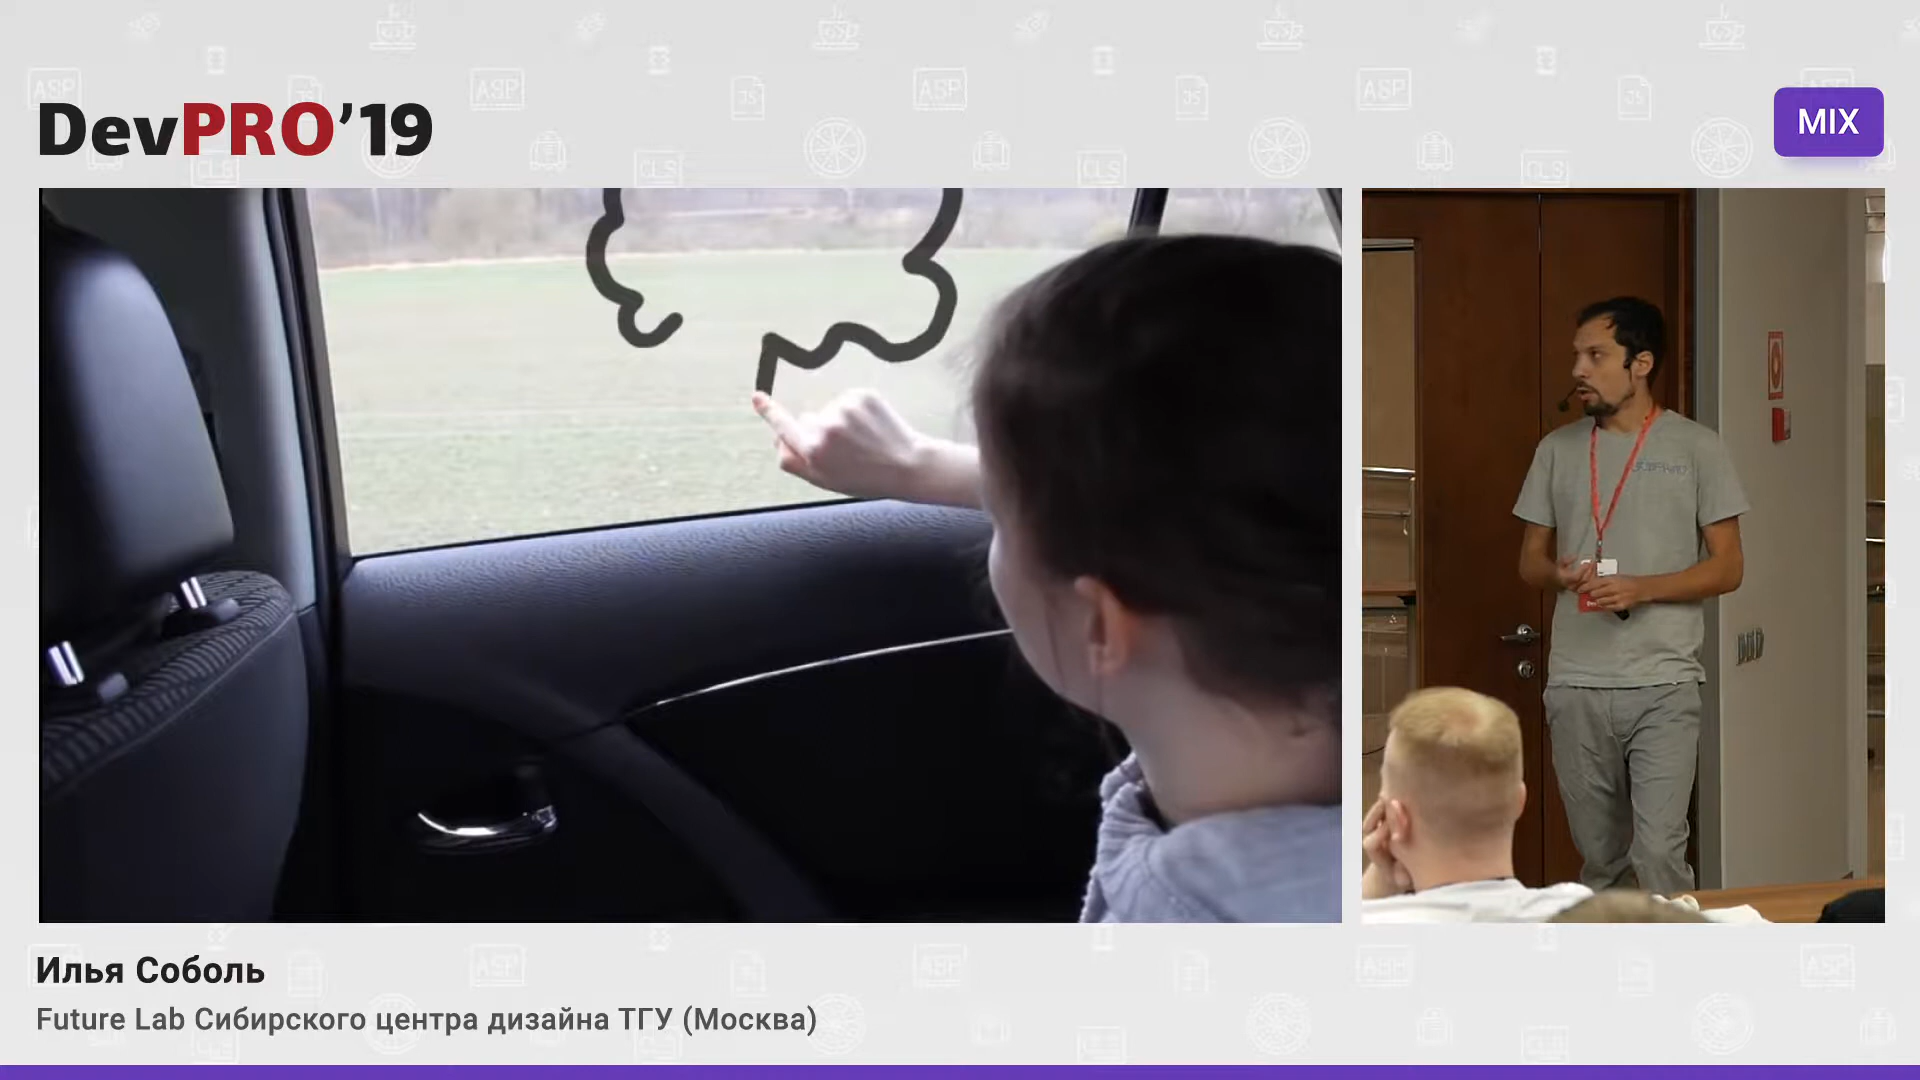 DevPRO’19
MIX
Илья Соболь
Future Lab Сибирского центра дизайна ТГУ (Москва)